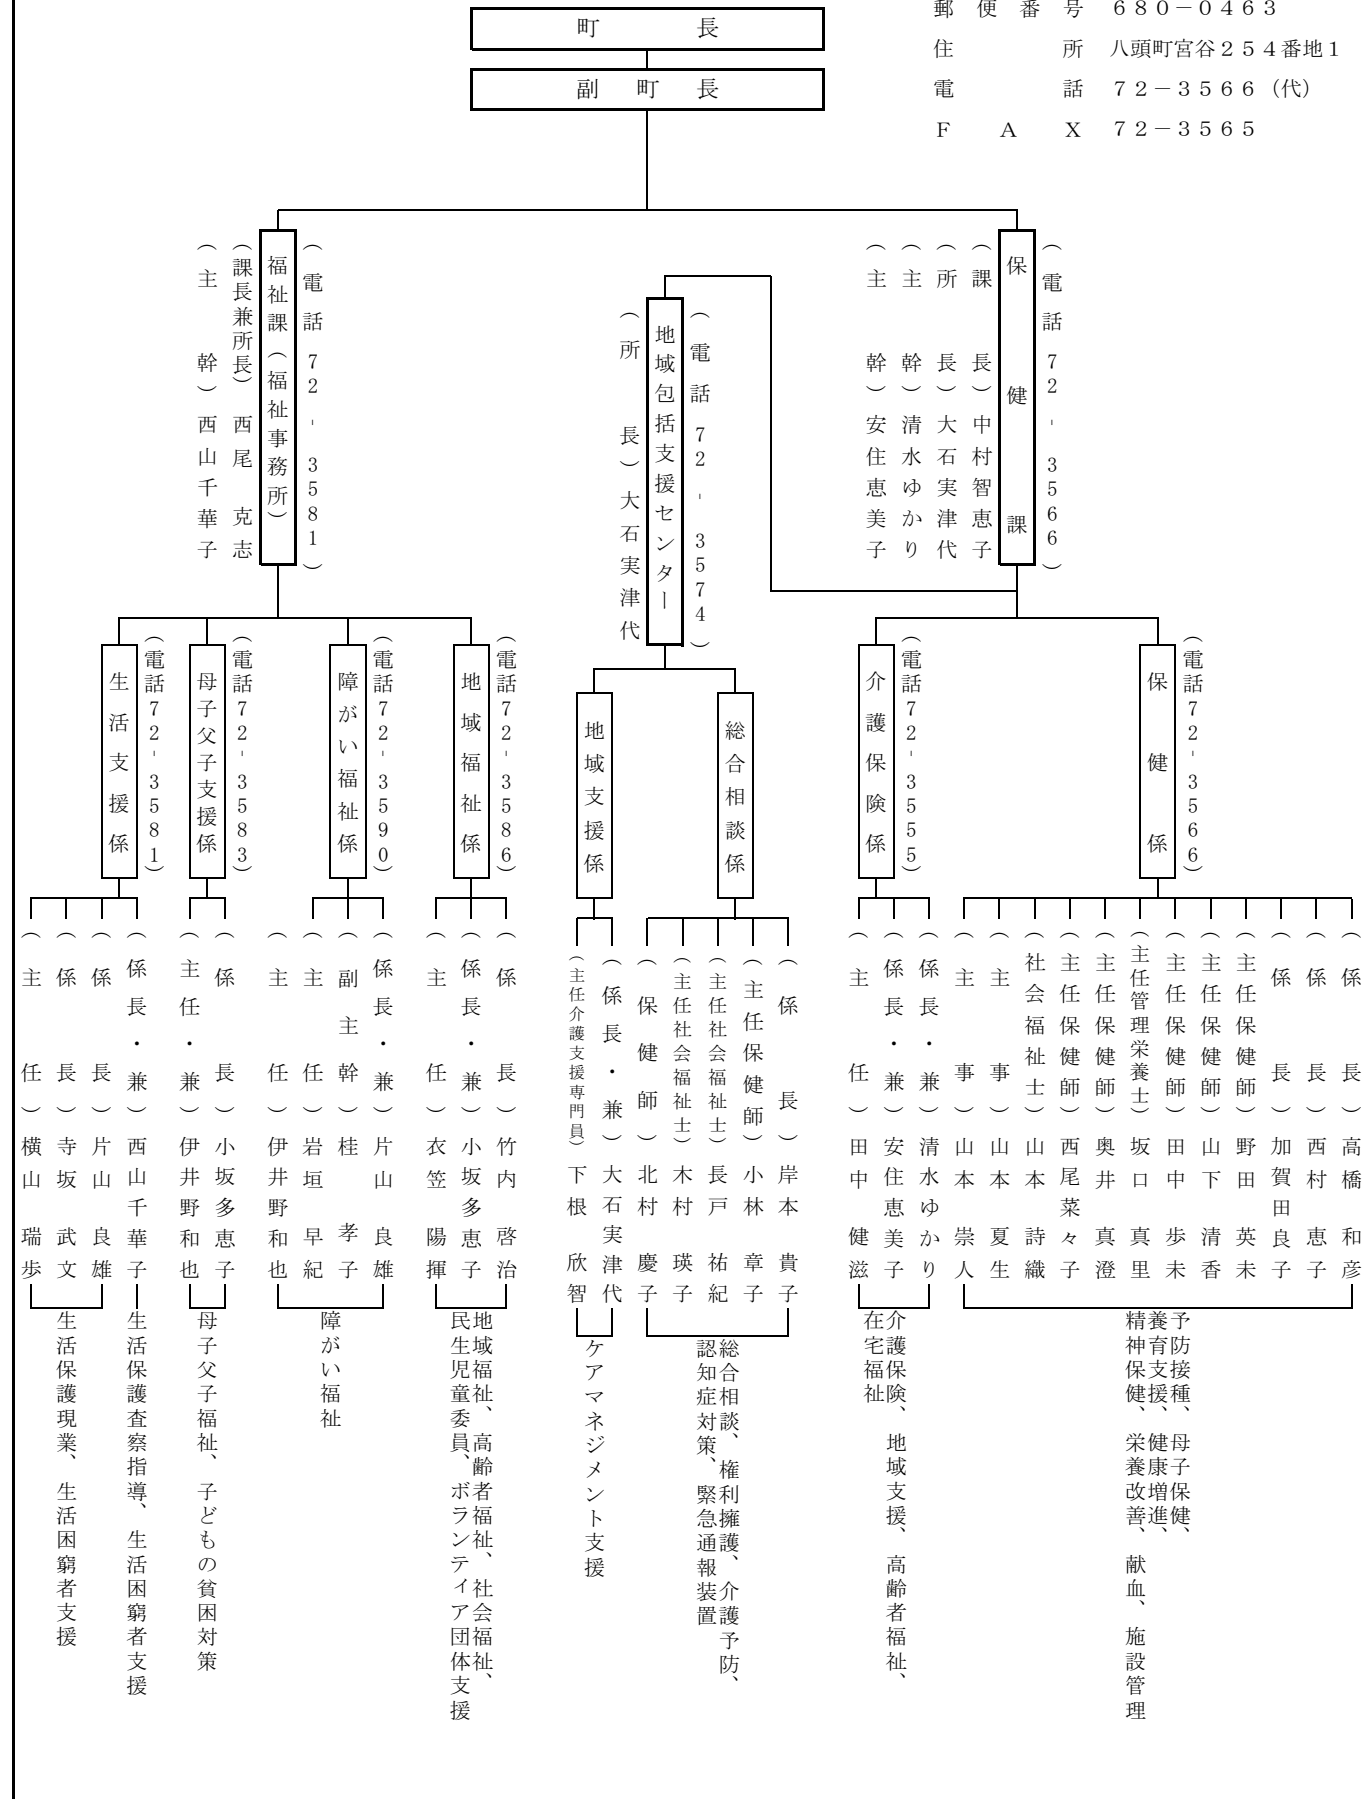 町長
副町長
郵便番号 680-0463
住所 八頭町宮谷254番地1
電話 72-3566(代)
FAX 72-3565
(電話 72-3566)
保健課
(課長)中村智恵子
(所長)大石実津代
(主幹)清水ゆかり
(主幹)安住恵美子
(電話 72-3574)
地域包括支援センター
(所長)大石実津代
(電話 72-3581)
福祉課(福祉事務所)
(課長兼所長)西尾 克志
(主幹)西山千華子
(電話72-3566)
保健係
(係長)高橋 和彦
(係長)西村 恵子
(係長)加賀田良子
(主任保健師)野田 英未
(主任保健師)山下 清香
(主任保健師)田中 歩未
(主任管理栄養士)坂口 真里
(主任保健師)奥井 真澄
(主任保健師)西尾菜々子
(社会福祉士)山本 詩織
(主事)山本 夏生
(主事)山本 崇人
予防接種、母子保健、
養育支援、健康増進、
精神保健、栄養改善、献血、施設管理
(電話72-3555)
介護保険係
(係長・兼)清水ゆかり
(係長・兼)安住恵美子
(主任)田中 健滋
介護保険、地域支援、高齢者福祉、
在宅福祉
総合相談係
(係長)岸本 貴子
(主任保健師)小林 章子
(主任社会福祉士)長戸 祐紀
(主任社会福祉士)木村 瑛子
(保健師)北村 慶子
総合相談、権利擁護、介護予防、
認知症対策、緊急通報装置
地域支援係
(係長・兼)大石実津代
(主任介護支援専門員)下根 欣智
ケアマネジメント支援
(電話72-3586)
地域福祉係
(係長)竹内 啓治
(係長・兼)小坂多恵子
(主任)衣笠 陽揮
地域福祉、高齢者福祉、社会福祉、
民生児童委員、ボランティア団体支援
(電話72-3590)
障がい福祉係
(係長・兼)片山 良雄
(副主幹)桂 孝子
(主任)岩垣 早紀
(主任)伊井野和也
障がい福祉
(電話72-3583)
母子父子支援係
(係長)小坂多恵子
(主任・兼)伊井野和也
母子父子福祉、子どもの貧困対策
(電話72-3581)
生活支援係
(係長・兼)西山千華子
(係長)片山 良雄
(係長)寺坂 武文
(主任)横山 瑞歩
生活保護査察指導、生活困窮者支援
生活保護現業、生活困窮者支援